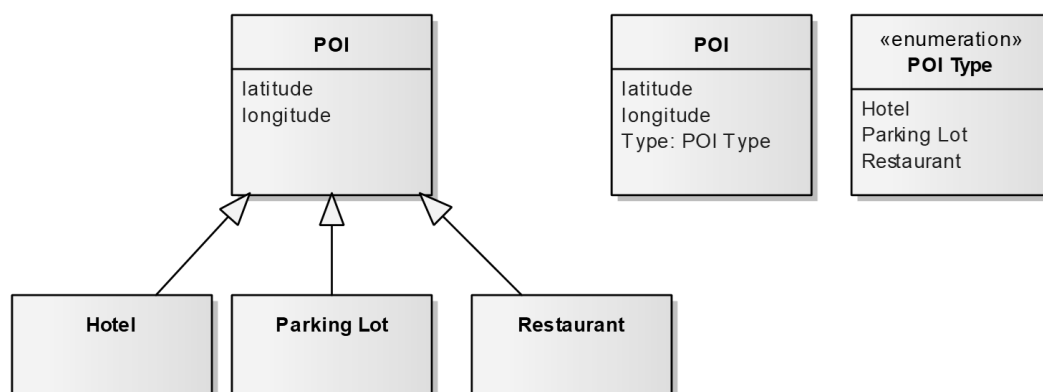 POI
latitude
longitude
Hotel
Parking Lot
Restaurant
POI
latitude
longitude
Type: POI Type
«enumeration»
POI Type
Hotel
Parking Lot
Restaurant